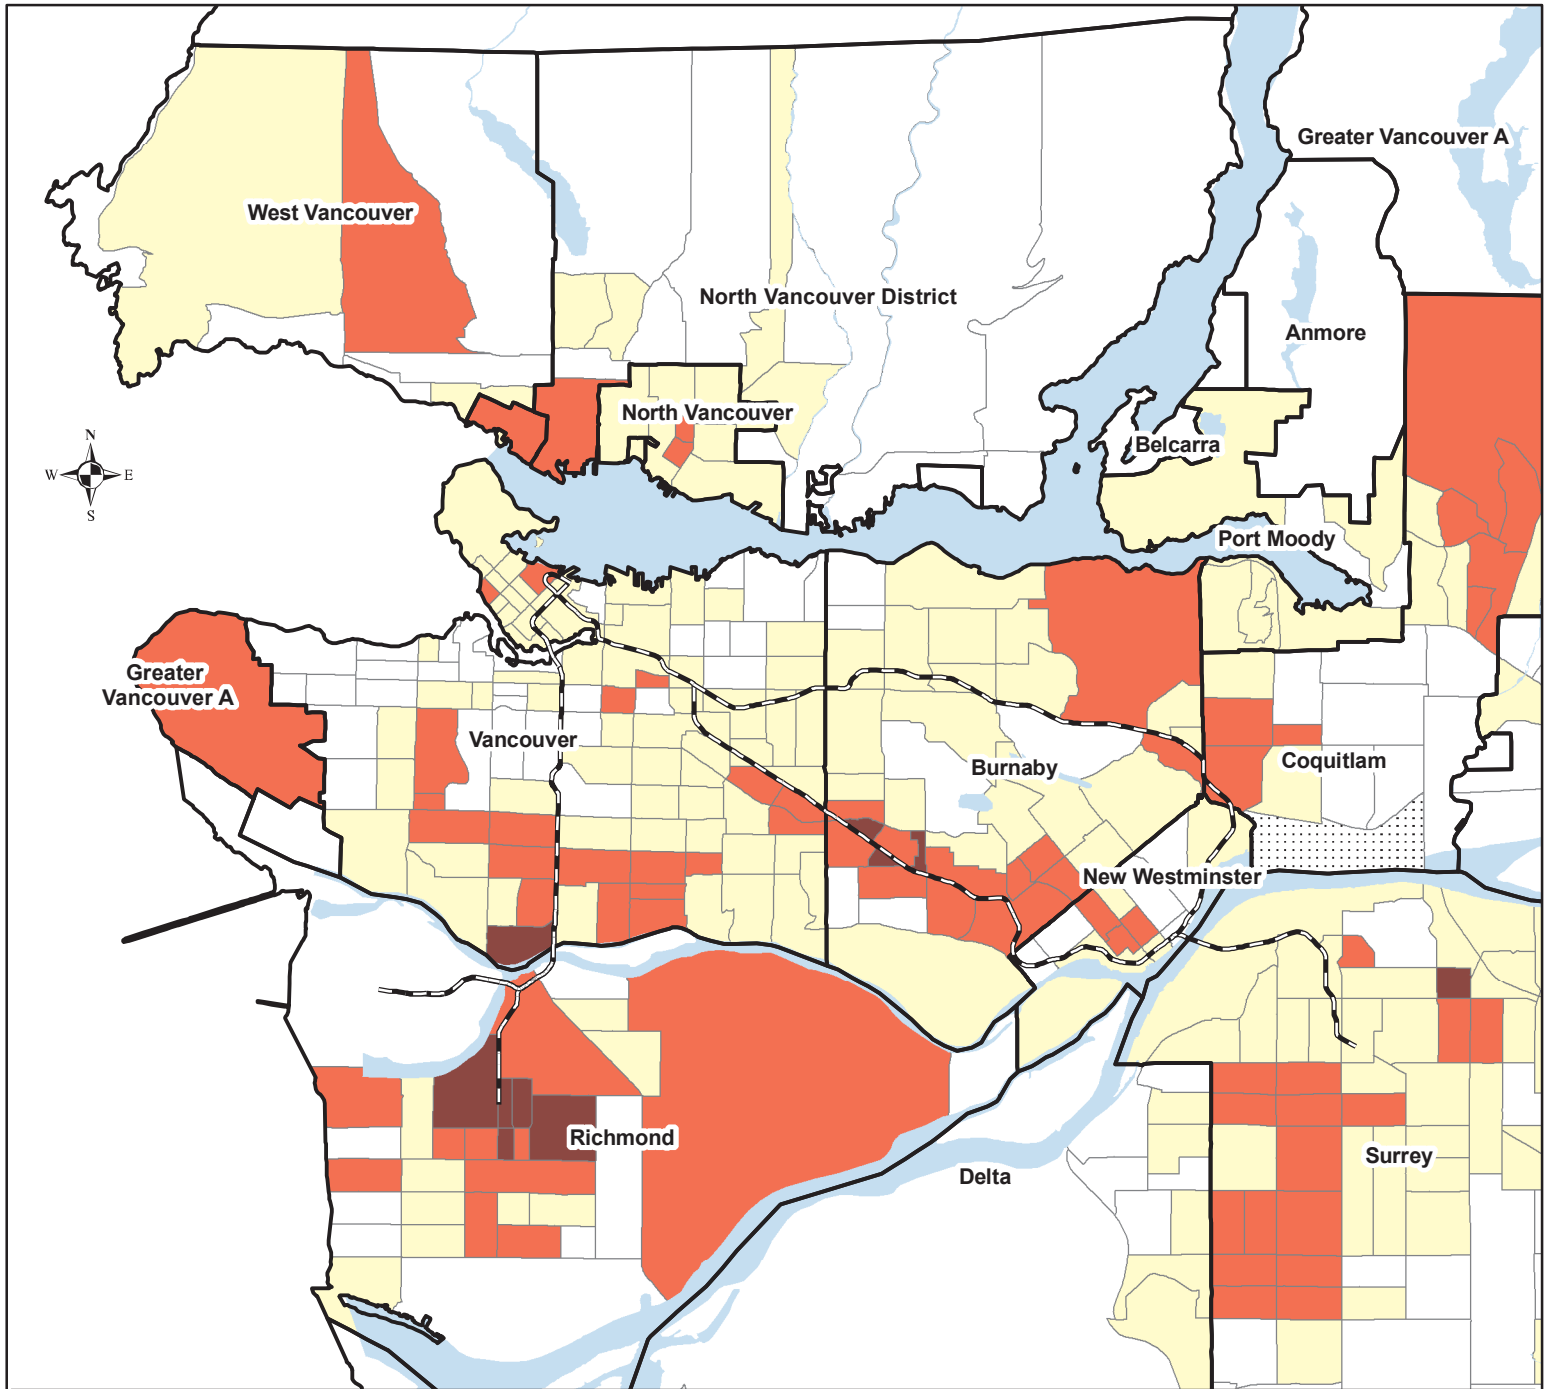 Greater Vancouver A
West Vancouver
North Vancouver District
Anmore
North Vancouver
Belcarra
N
W
E
S
Port Moody
Greater
Vancouver A
Vancouver
Burnaby
Coquitlam
New Westminster
Richmond
Surrey
Delta